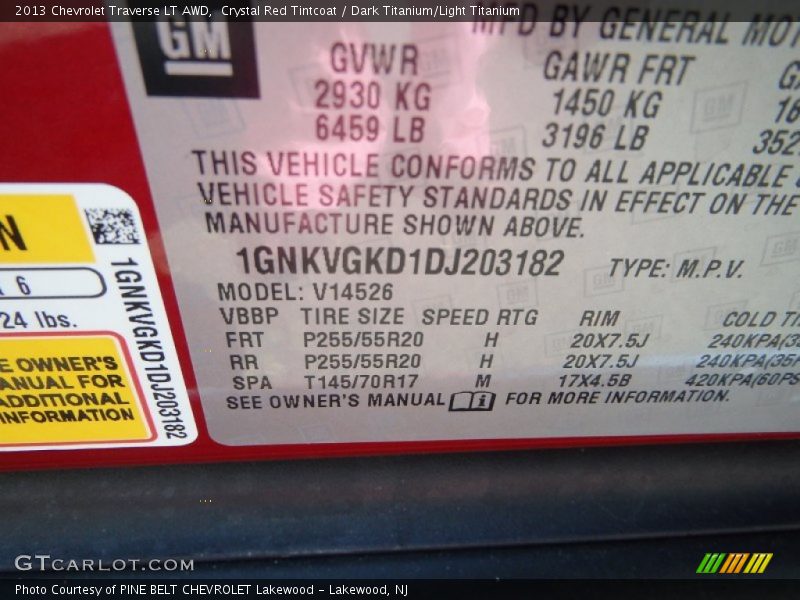 2013 Chevrolet Traverse LT AWD, Crystal Red Tintcoat / Dark Titanium/Light Titanium
GM
MFD BY GENERAL
GVWR
2930 KG
6459 LB
GAWR FRT
1450 KG
3196 LB
THIS VEHICLE CONFORMS TO ALL APPLICABLE
VEHICLE SAFETY STANDARDS IN EFFECT ON THE
MANUFACTURE SHOWN ABOVE.
1GNKVGKD1DJ203182 TYPE: M.P.V.
MODEL: V14526
VBBP TIRE SIZE SPEED RTG RIM COLD
FRT P255/55R20 H 20X7.5J 240KPA(3
RR P255/55R20 H 20X7.5J 240KPA(35
SPA T145/70R17 M 17X4.5B 420KPA(60PS
SEE OWNER'S MANUAL i FOR MORE INFORMATION.
N
6
24 lbs.
E OWNER'S
ANUAL FOR
ADDITIONAL
INFORMATION
1GNKVGKD1DJ203182
GTCARLOT.COM
Photo Courtesy of PINE BELT CHEVROLET Lakewood - Lakewood, NJ